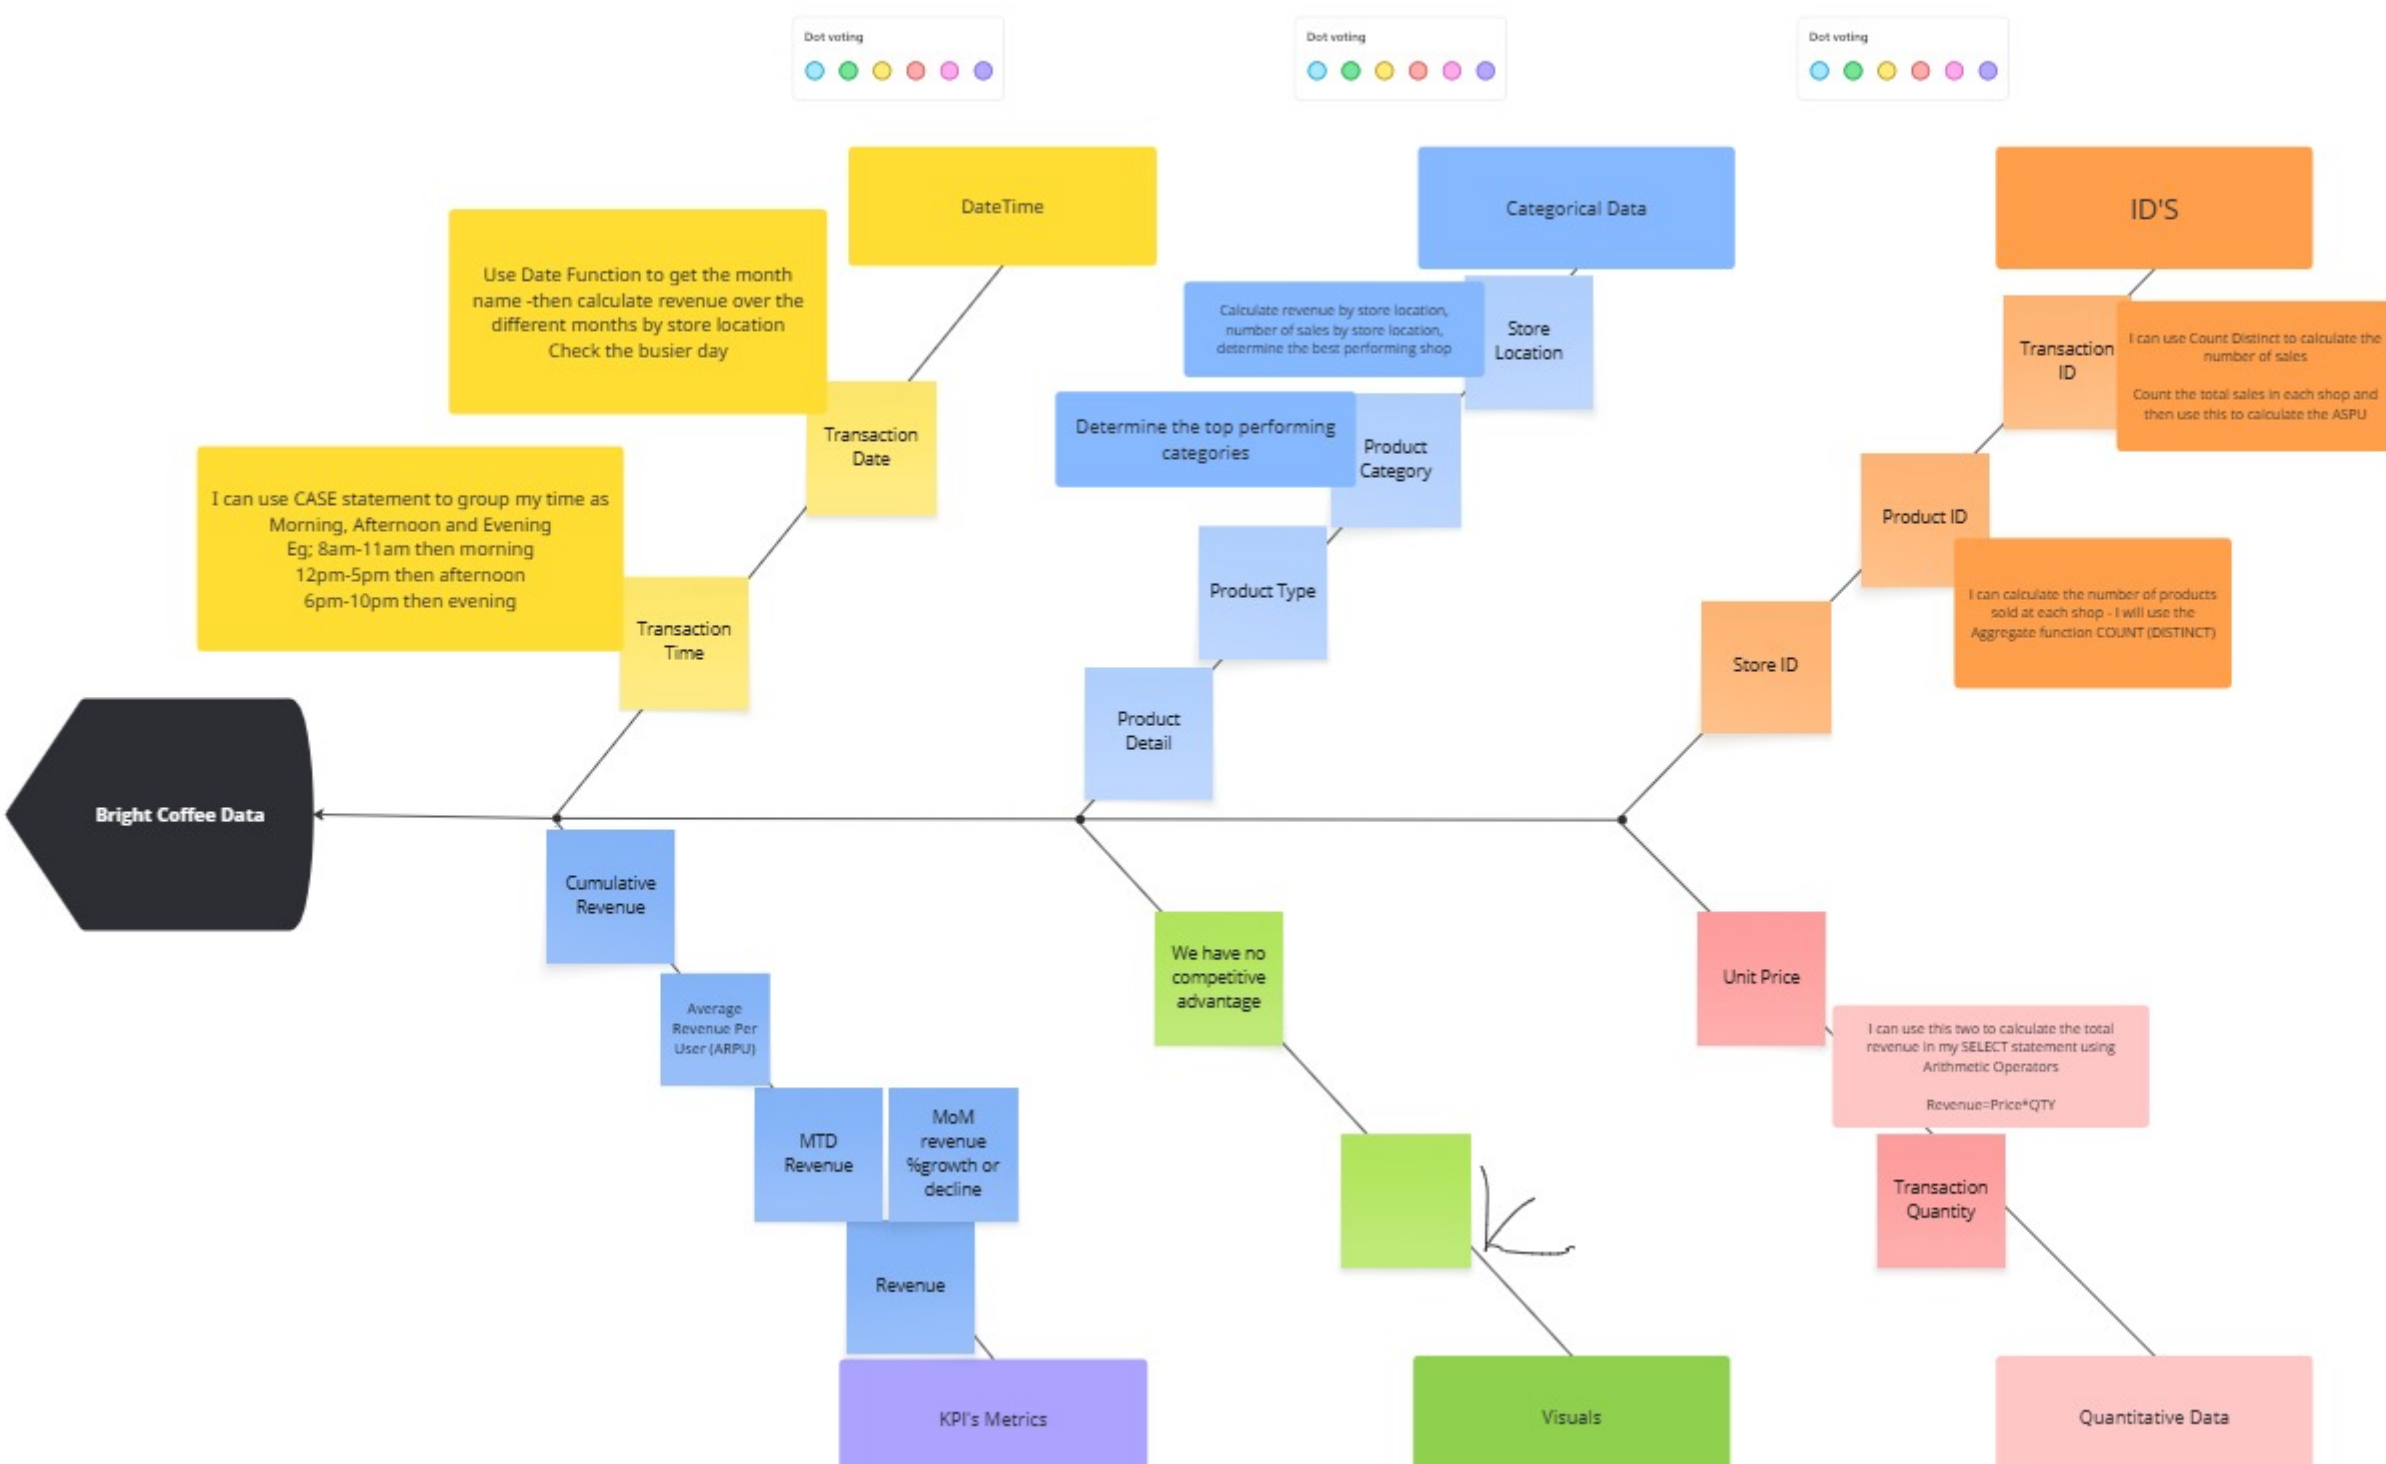 Dot voting
Dot voting
Dot voting
DateTime
Use Date Function to get the month
name -then calculate revenue over the
different months by store location
Check the busier day
Transaction
Date
I can use CASE statement to group my time as
Morning, Afternoon and Evening
Eg; 8am-11am then morning
12pm-5pm then afternoon
6pm-10pm then evening
Transaction
Time
Categorical Data
Calculate revenue by store location,
number of sales by store location,
determine the best performing shop
Store
Location
Determine the top performing
categories
Product
Category
Product Type
Product
Detail
ID'S
Transaction
ID
I can use Count Distinct to calculate the
number of sales
Count the total sales in each shop and
then use this to calculate the ASPU
Product ID
I can calculate the number of products
sold at each shop - I will use the
Aggregate function COUNT (DISTINCT)
Store ID
Bright Coffee Data
Cumulative
Revenue
Average
Revenue Per
User (ARPU)
MTD
Revenue
MoM
revenue
%growth or
decline
Revenue
KPI's Metrics
We have no
competitive
advantage
Visuals
Unit Price
I can use this two to calculate the total
revenue in my SELECT statement using
Arithmetic Operators
Revenue=Price*QTY
Transaction
Quantity
Quantitative Data